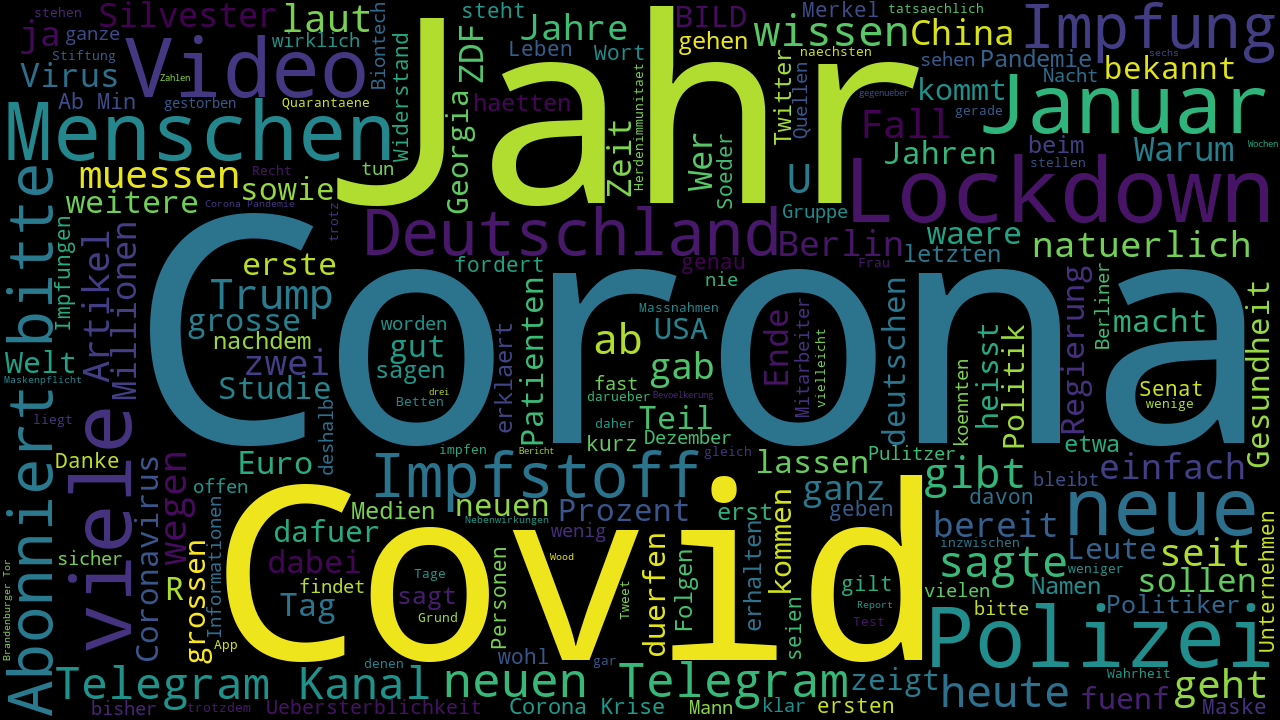 stehen
tatsaechlich
steht
Merkel
Silvester
laut
Jahre
BILD
wissen
China
Impfung
ja
ganze
Stiftung
wirklich
Leben
Wort
gehen
naechsten
sehen
Pandemie
sechs
Virus
Zahlen
Video
Biontech
ZDF
Jahr
Twitter
Quellen
kommt
Nacht
bekannt
Ab Min
gestorben
Quarantaene
Widerstand
haetten
gegenueber
gerade
Januar
Menschen
Georgia
Zeit
Herdenimmunitaet
Wer
soeder
Fall
Jahren
beim
stellen
Warum
Wochen
muessen
Recht
tun
U
Lockdown
weitere
sowie
Corona Pandemie
trotz
Deutschland
Gruppe
Berlin
waere
letzten
natuerlich
Abonniert bitte
Impfungen
Artikel
Millionen
erste
fordert
genau
nie
Frau
Trump
grosse
nachdem
zwei
Studie
Corona
worden
gut
sagen
drei
Betten
Massnahmen
USA
ab
gab
fast
darueber
Bevoelkerung
Ende
Mitarbeiter
vielleicht
deutschen
Regierung
Berliner
macht
Welt
Maskenpflicht
liegt
viele
deshalb
erklaert
Patienten
daher
Teil
kurz
Dezember
koennten
heisst
Politik
Senat
wenige
Gesundheit
etwa
Danke
Euro
impfen
Bericht
gleich
Pulitzer
lassen
gibt
bleibt
einfach
coronavirus
wegen
offen
Impfstoff
ganz
davon
Medien
neuen
Prozent
erst
geben
bereit
neue
Informationen
dafuer
Nebenwirkungen
wenig
inzwischen
sicher
dabei
Covid
Wood
erhalten
kommen
sagte
Leute
seit
R
grossen
findet
Tage
sagt
Grund
Personen
Tweet
duerfen
Folgen
gilt
Report
Test
vielen
weniger
Namen
sollen
Unternehmen
Tag
bitte
Politiker
Brandenburger Tor
App
denen
wohl
gar
seien
Polizei
Wahrheit
Telegram Kanal
neuen Telegram
zeigt
heute
geht
bisher
trotzdem
Uebersterblichkeit
Corona Krise
Mann
klar
ersten
fuenf
Maske